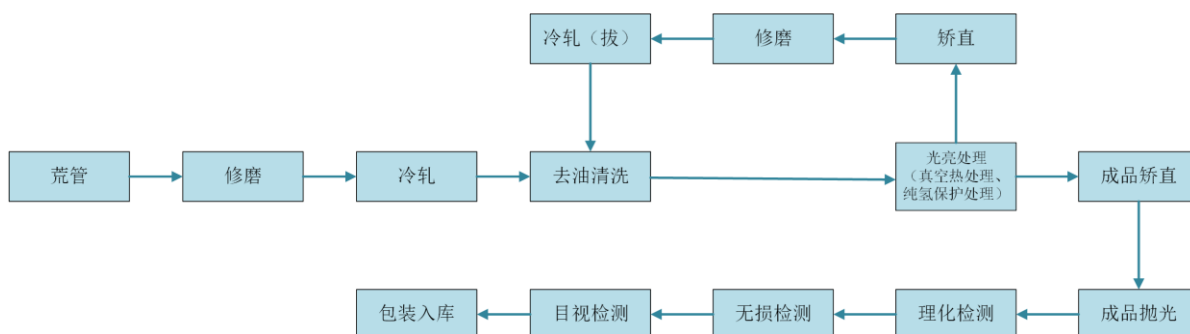 冷轧（拔）
修磨
矫直
荒管
修磨
冷轧
去油清洗
光亮处理
（真空热处理、
纯氢保护处理）
成品矫直
包装入库
目视检测
无损检测
理化检测
成品抛光